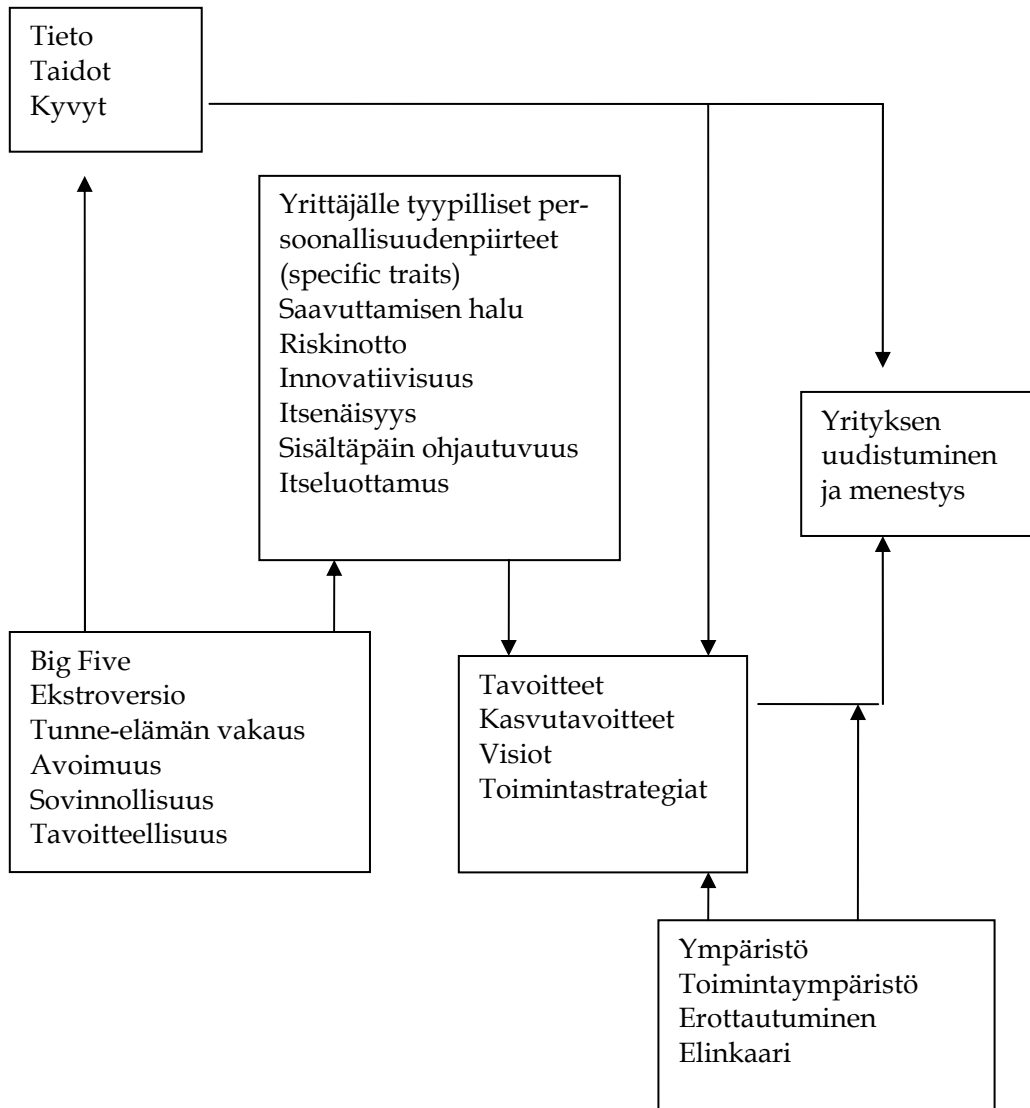 Tieto
Taidot
Kyvyt
Yrittäjälle tyypilliset per-
soonallisuudenpiirteet
(specific traits)
Saavuttamisen halu
Riskinotto
Innovatiivisuus
Itsenäisyys
Sisältäpäin ohjautuvuus
Itseluottamus
Yrityksen
uudistuminen
ja menestys
Big Five
Ekstroversio
Tunne-elämän vakaus
Avoimuus
Sovinnollisuus
Tavoitteellisuus
Tavoitteet
Kasvutavoitteet
Visiot
Toimintastrategiat
Ympäristö
Toimintaympäristö
Erottautuminen
Elinkaari